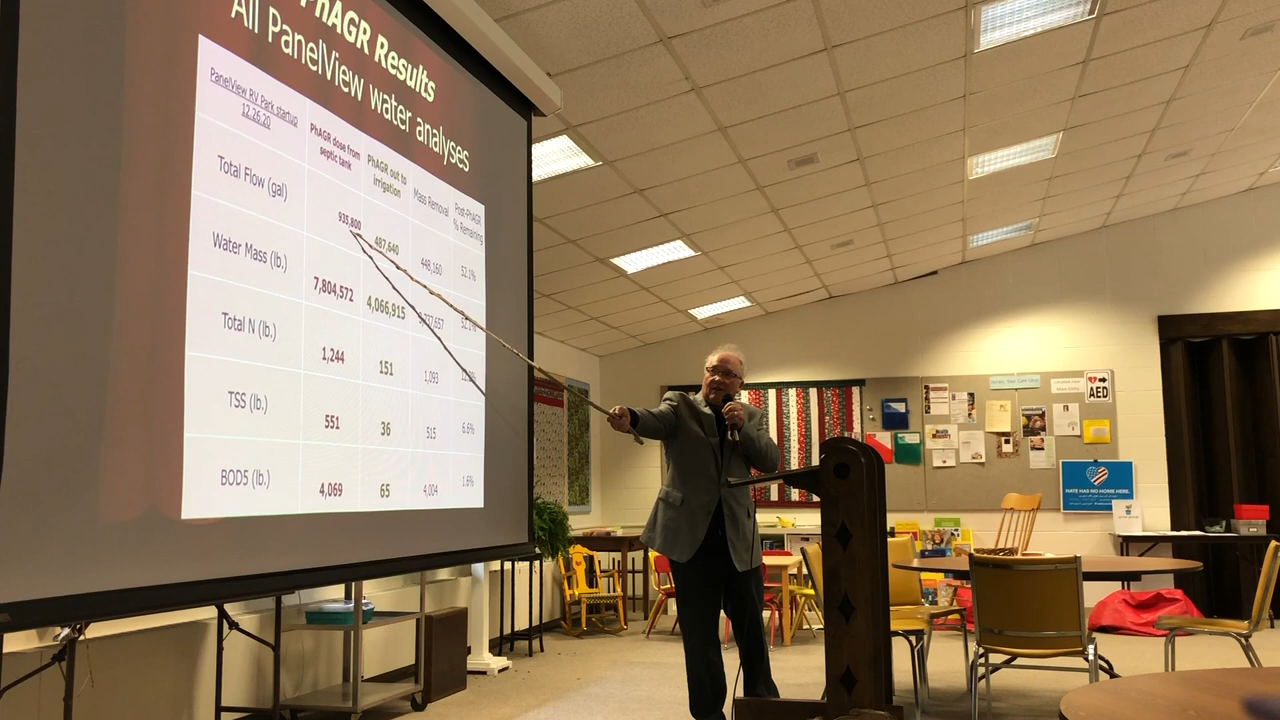 PhAGR Results
All PanelView water analyses
PanelView RV Park startup
12.26.20
PhAGR dose from
septic tank
PhAGR out to
irrigation
Mass Removal
Post-PhAGR
% Remaining
Total Flow (gal)
935,800
487,640
448,160
52.1%
Water Mass (lb.)
7,804,572
4,066,915
Total N (lb.)
1,244
151
1,093
TSS (lb.)
551
36
515
6.6%
BOD5 (lb.)
4,069
65
4,004
1.6%
AED
Health
Ministry
HATE HAS NO HOME HERE.